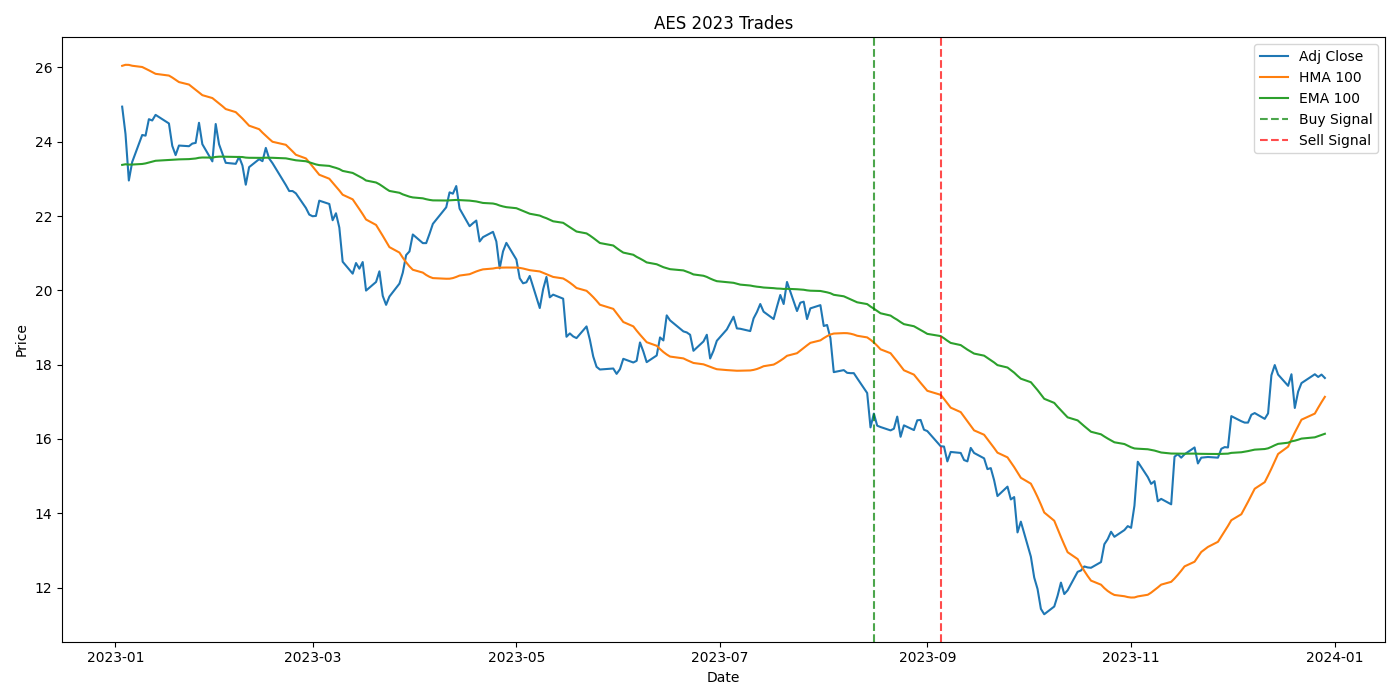 AES 2023 Trades
Price
26
24
22
20
18
16
14
12
Adj Close
HMA 100
EMA 100
Buy Signal
Sell Signal
2023-01 2023-03 2023-05 2023-07 2023-09 2023-11 2024-01
Date